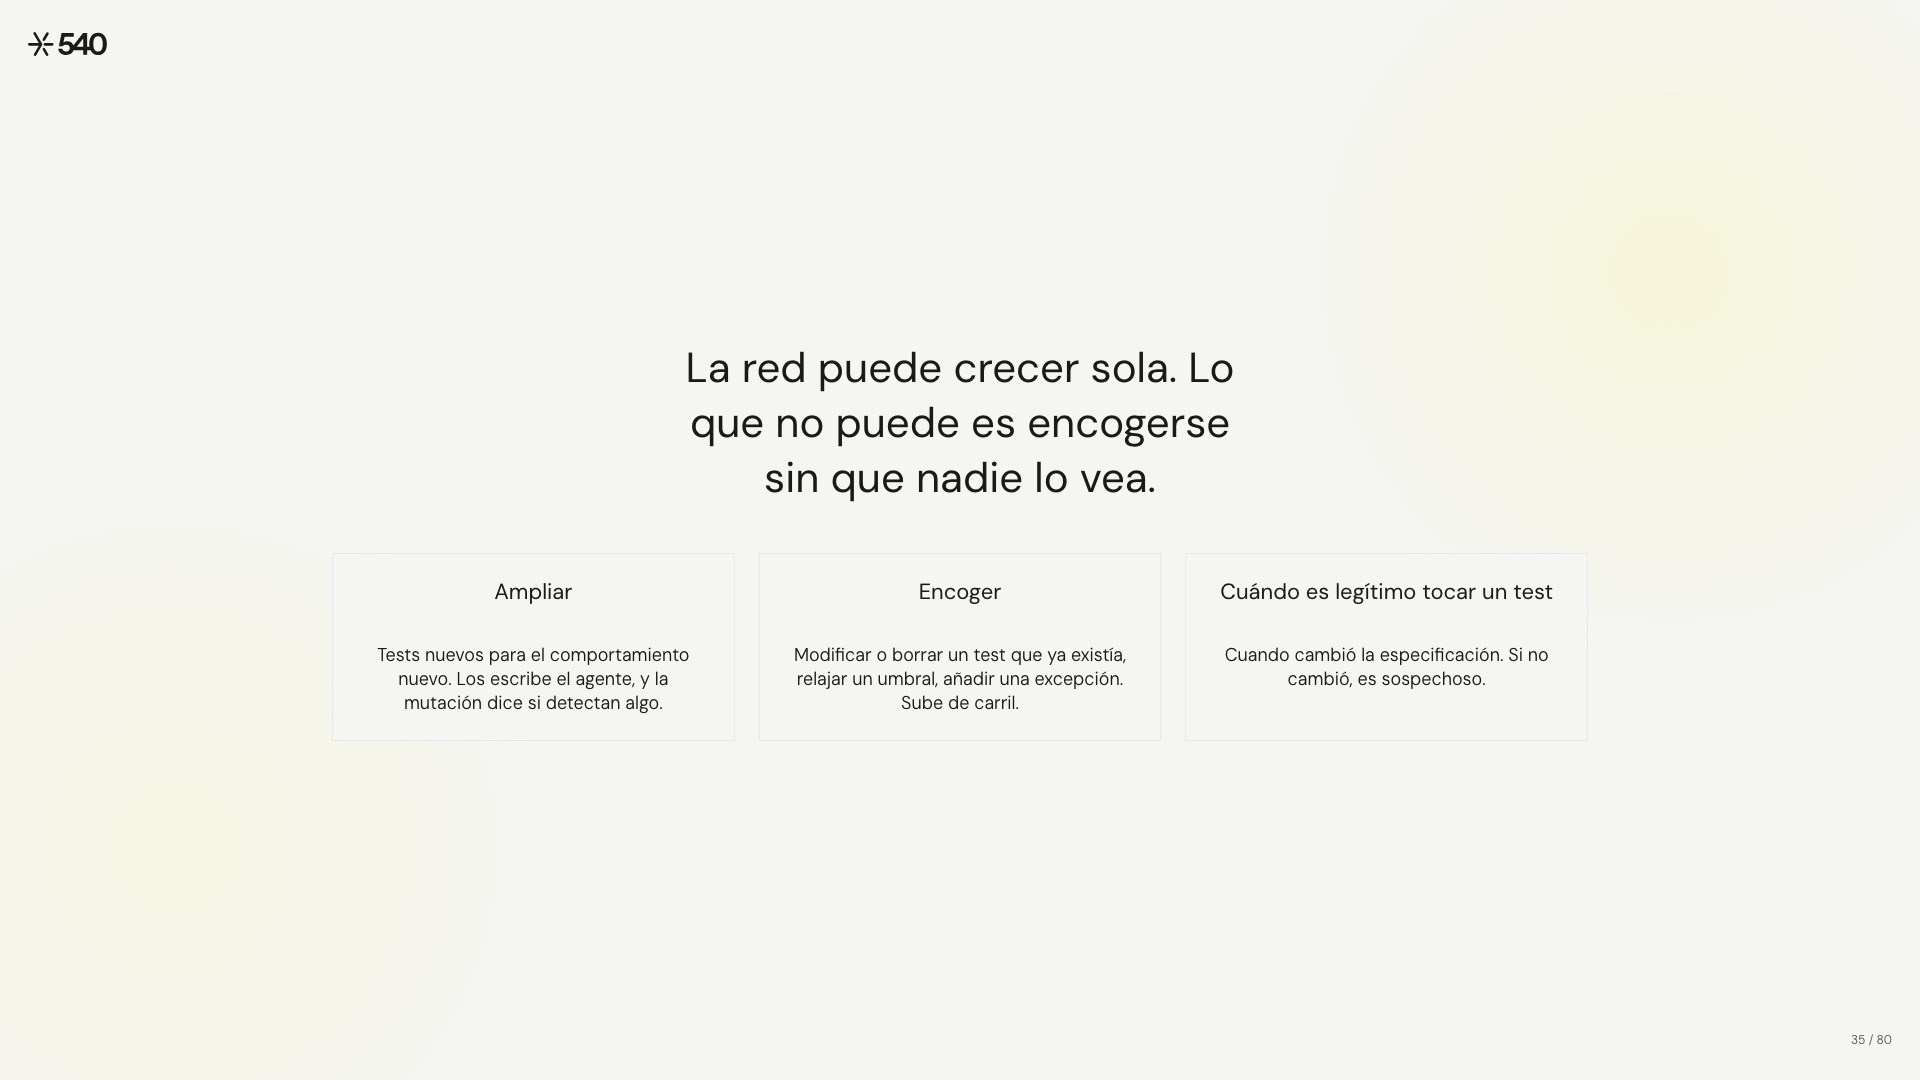 540
La red puede crecer sola. Lo
que no puede es encogerse
sin que nadie lo vea.
Ampliar
Tests nuevos para el comportamiento
nuevo. Los escribe el agente, y la
mutación dice si detectan algo.
Encoger
Modificar o borrar un test que ya existía,
relajar un umbral, añadir una excepción.
Sube de carril.
Cuándo es legítimo tocar un test
Cuando cambió la especificación. Si no
cambió, es sospechoso.
35 / 80